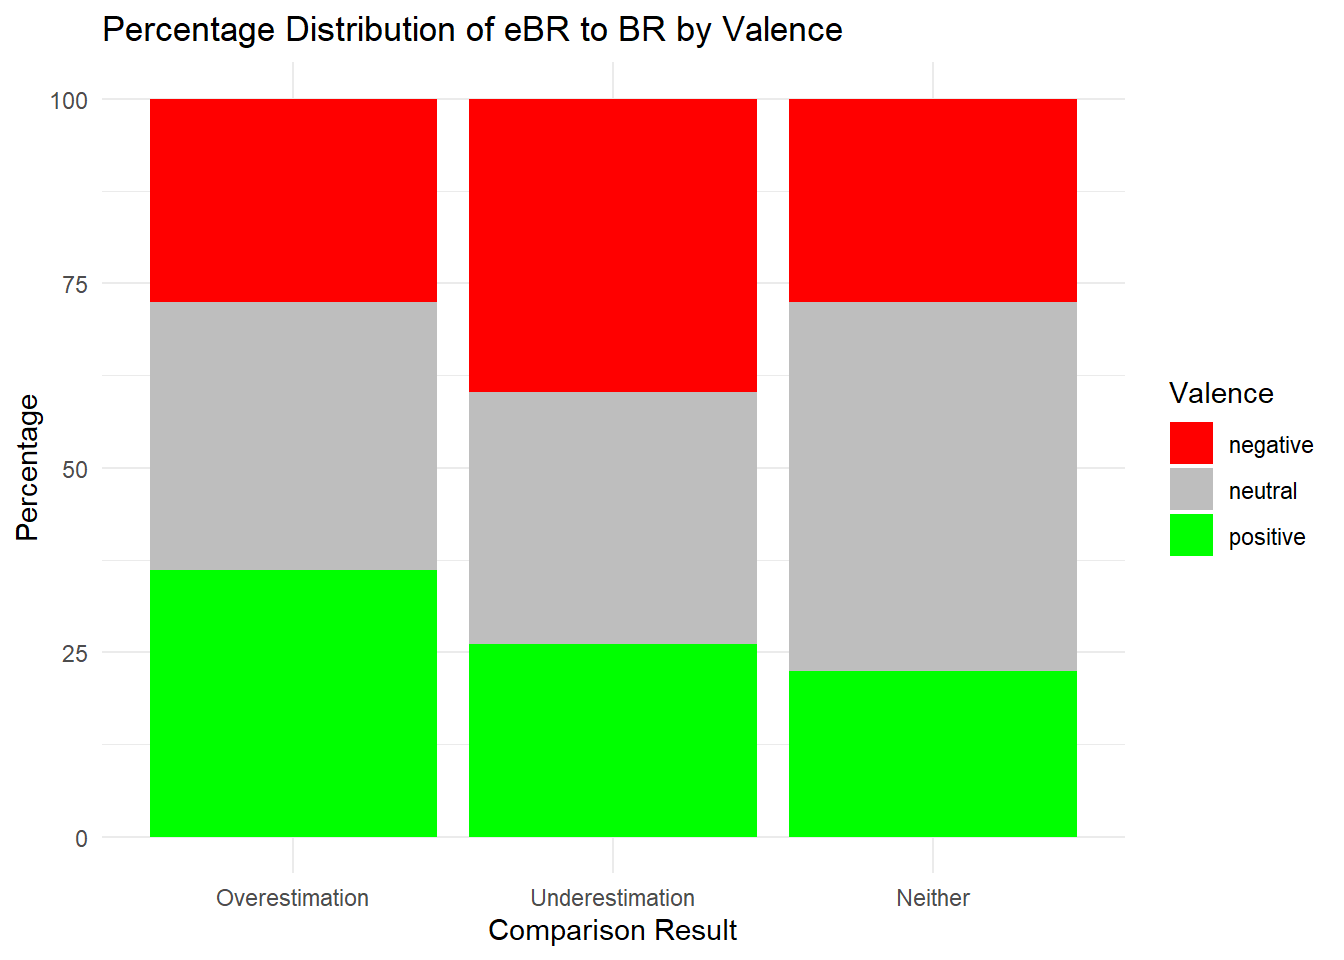 Percentage Distribution of eBR to BR by Valence
100
75
50
25
0
Percentage
Overestimation
Underestimation
Neither
Comparison Result
Valence
negative
neutral
positive